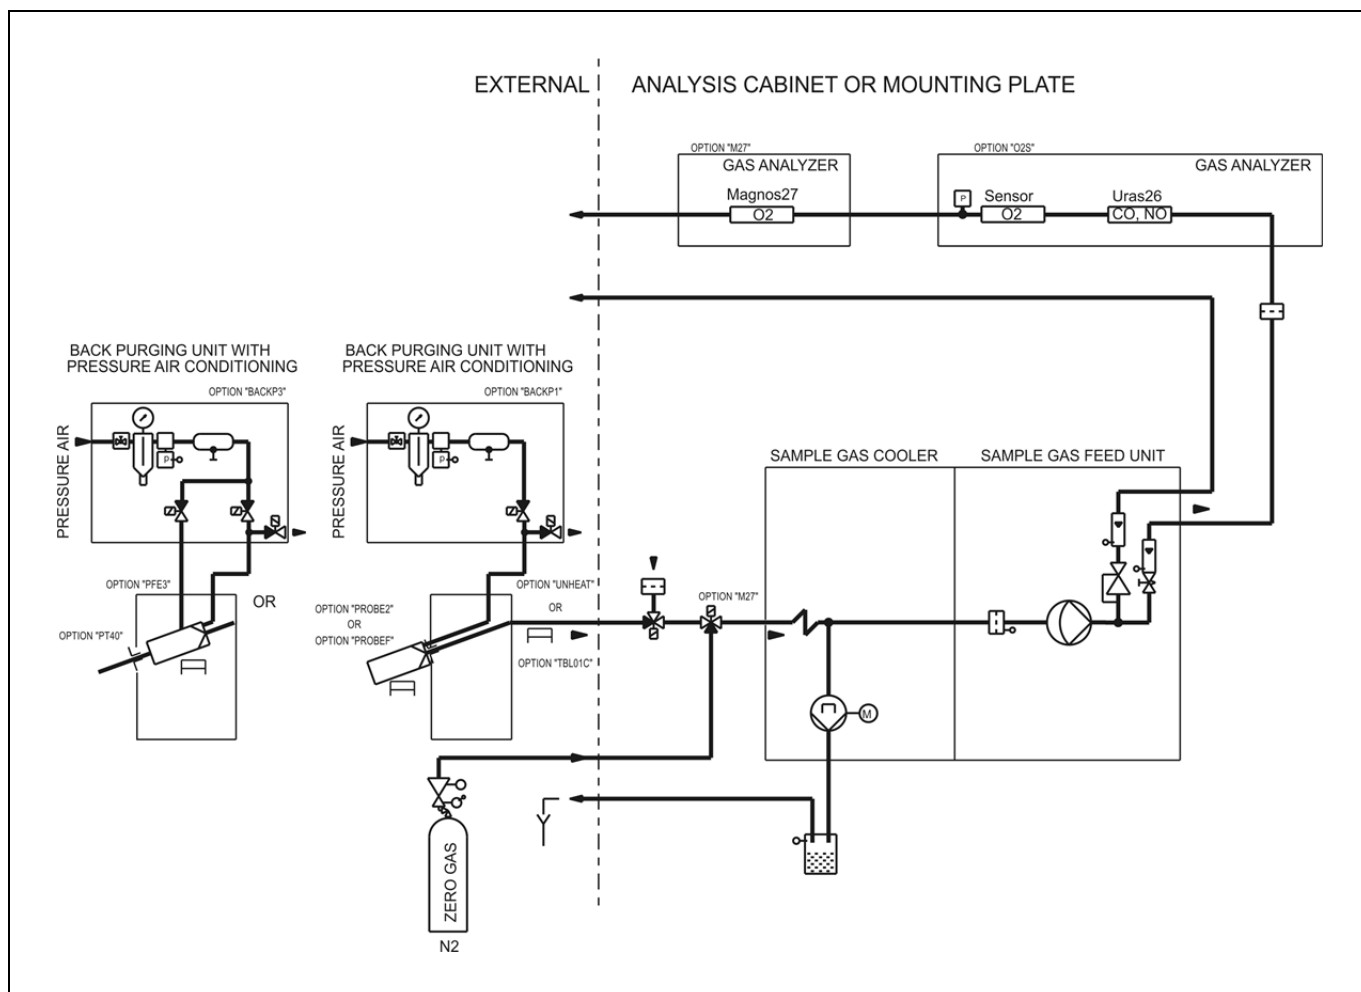 EXTERNAL
ANALYSIS CABINET OR MOUNTING PLATE
OPTION "M27"
GAS ANALYZER
Magnos27
O2
OPTION "O2S"
GAS ANALYZER
P
Sensor
O2
Uras26
CO, NO
BACK PURGING UNIT WITH
PRESSURE AIR CONDITIONING
OPTION "BACKP3"
PRESSURE AIR
P
OPTION "PFE3"
OPTION "PT40"
OR
BACK PURGING UNIT WITH
PRESSURE AIR CONDITIONING
OPTION "BACKP1"
PRESSURE AIR
P
OPTION "PROBE2"
OR
OPTION "PROBEF"
OPTION "UNHEAT"
OR
OPTION "TBL01C"
OPTION "M27"
SAMPLE GAS COOLER
SAMPLE GAS FEED UNIT
M
ZERO GAS
N2